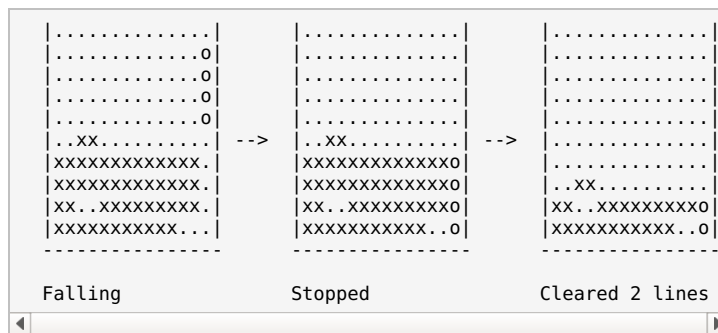 |..............|       |..............|       |..............|
|.............o|       |..............|       |..............|
|.............o|       |..............|       |..............|
|.............o|       |..............|       |..............|
|.............o|       |..............|       |..............|
|..xx..........|  -->  |..xx..........|  -->  |..............|
|xxxxxxxxxxxxx.|       |xxxxxxxxxxxxxo|       |..............|
|xxxxxxxxxxxxx.|       |xxxxxxxxxxxxxo|       |..xx..........|
|xx..xxxxxxxxx.|       |xx..xxxxxxxxxo|       |xx..xxxxxxxxxo|
|xxxxxxxxxxx...|       |xxxxxxxxxxx..o|       |xxxxxxxxxxx..o|
----------------       ----------------       ----------------
Falling                Stopped                Cleared 2 lines